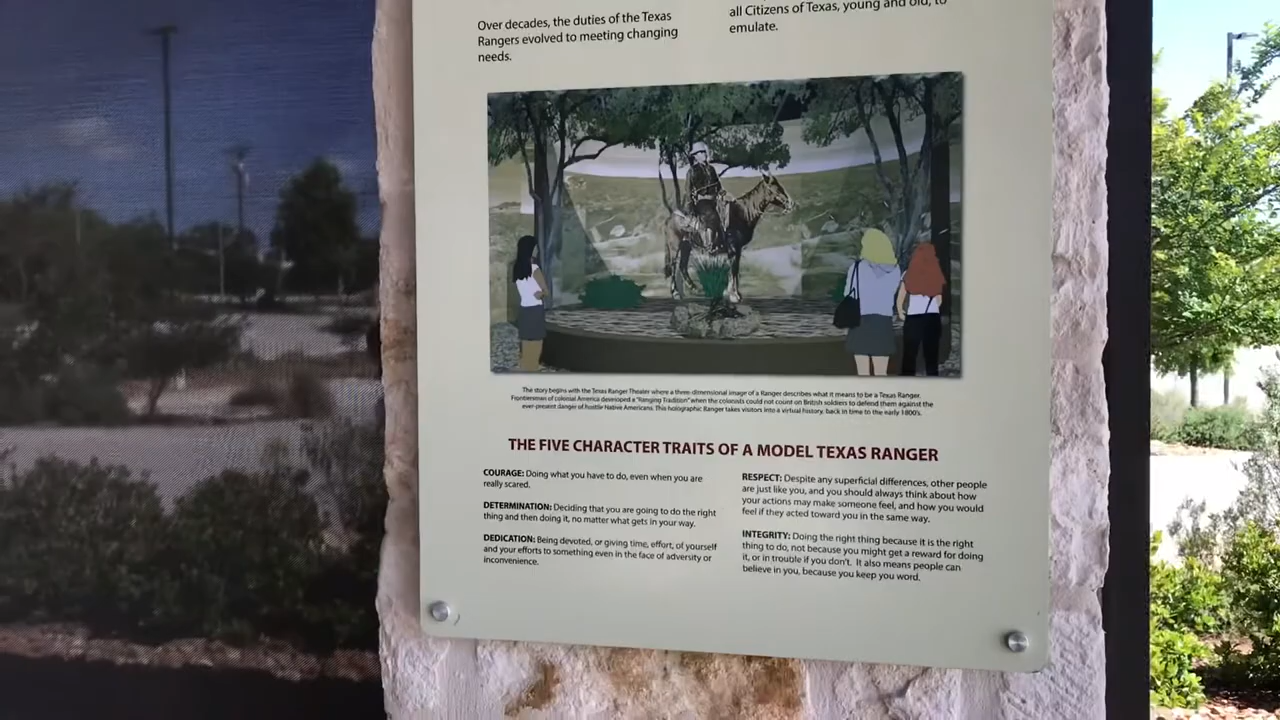 Over decades, the duties of the Texas
Rangers evolved to meeting changing
needs.
all Citizens of Texas, young and old, to
emulate.
The story begins with the Texas Ranger Theater where a three-dimensional image of a Ranger describes what it means to be a Texas Ranger.
Frontiersmen of colonial America developed a "Ranging Tradition" when the colonists could not count on British soldiers to defend them against the
ever-present danger of hostile Native Americans. This holographic Ranger takes visitors into a virtual history, back in time to the early 1800's.
THE FIVE CHARACTER TRAITS OF A MODEL TEXAS RANGER
COURAGE: Doing what you have to do, even when you are
really scared.
DETERMINATION: Deciding that you are going to do the right
thing and then doing it, no matter what gets in your way.
DEDICATION: Being devoted, or giving time, effort, of yourself
and your efforts to something even in the face of adversity or
inconvenience.
RESPECT: Despite any superficial differences, other people
are just like you, and you should always think about how
your actions may make someone feel, and how you would
feel if they acted toward you in the same way.
INTEGRITY: Doing the right thing because it is the right
thing to do, not because you might get a reward for doing
it, or in trouble if you don't. It also means people can
believe in you, because you keep you word.